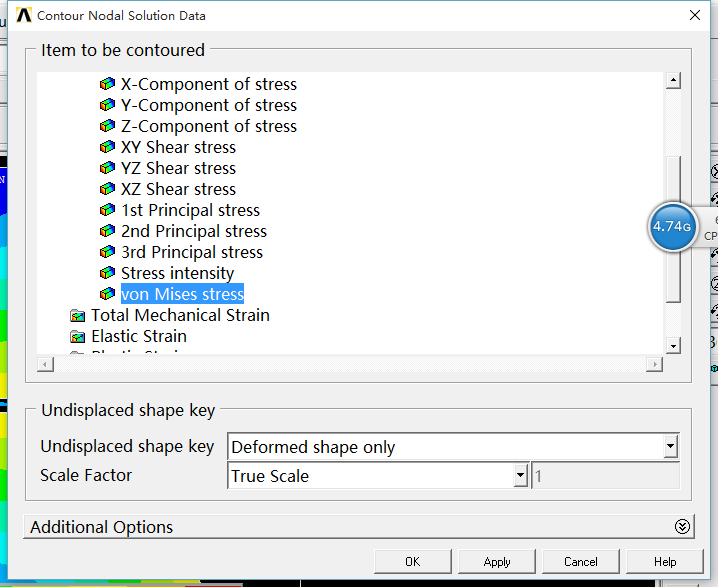 Contour Nodal Solution Data
Item to be contoured
X-Component of stress
Y-Component of stress
Z-Component of stress
XY Shear stress
YZ Shear stress
XZ Shear stress
1st Principal stress
2nd Principal stress
3rd Principal stress
Stress intensity
von Mises stress
Total Mechanical Strain
Elastic Strain
4.74G
CP
Undisplaced shape key
Undisplaced shape key
Deformed shape only
Scale Factor
True Scale
1
Additional Options
OK
Apply
Cancel
Help